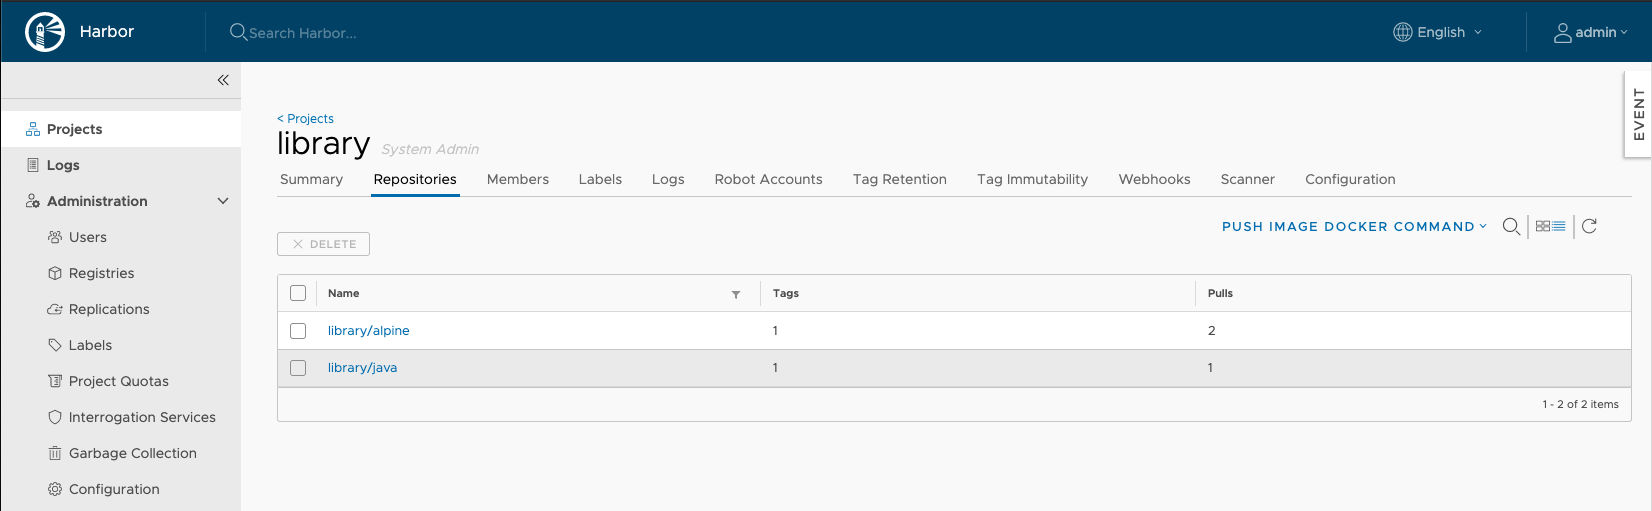 Harbor
Search Harbor...
English
admin
EVENT
Projects
Logs
Administration
Users
Registries
Replications
Labels
Project Quotas
Interrogation Services
Garbage Collection
Configuration
< Projects
library System Admin
Summary Repositories Members Labels Logs Robot Accounts Tag Retention Tag Immutability Webhooks Scanner Configuration
PUSH IMAGE DOCKER COMMAND
DELETE
Name Tags Pulls
library/alpine 1 2
library/java 1 1
1 - 2 of 2 items